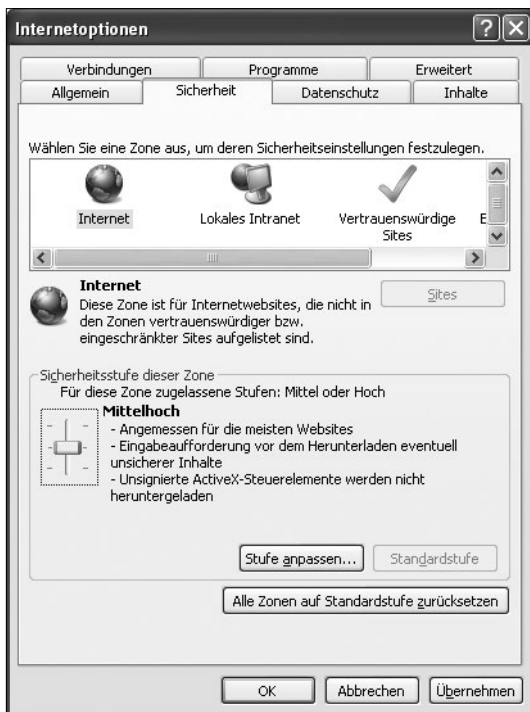 Internetoptionen
Verbindungen Programme Erweitert
Allgemein Sicherheit Datenschutz Inhalte
Wählen Sie eine Zone aus, um deren Sicherheitseinstellungen festzulegen.
Internet Lokales Intranet Vertrauenswürdige
Sites
Internet
Sites
Diese Zone ist für Internetwebsites, die nicht in
den Zonen vertrauenswürdiger bzw.
eingeschränkter Sites aufgelistet sind.
Sicherheitsstufe dieser Zone
Für diese Zone zugelassene Stufen: Mittel oder Hoch
Mittelhoch
- Angemessen für die meisten Websites
- Eingabeaufforderung vor dem Herunterladen eventuell
unsicherer Inhalte
- Unsignierte ActiveX-Steuerelemente werden nicht
heruntergeladen
Stufe anpassen... Standardstufe
Alle Zonen auf Standardstufe zurücksetzen
OK Abbrechen Übernehmen